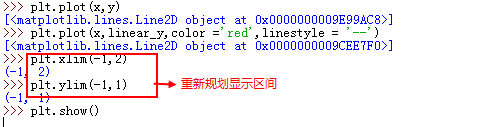 >>> plt.plot(x,y)
[<matplotlib.lines.Line2D object at 0x0000000009E99AC8>]
>>> plt.plot(x,linear_y,color ='red',linestyle = '--')
[<matplotlib.lines.Line2D object at 0x0000000009CEE7F0>]
>>> plt.xlim(-1,2)
(-1, 2)
>>> plt.ylim(-1,1)
重新规划显示区间
(-1, 1)
>>> plt.show()